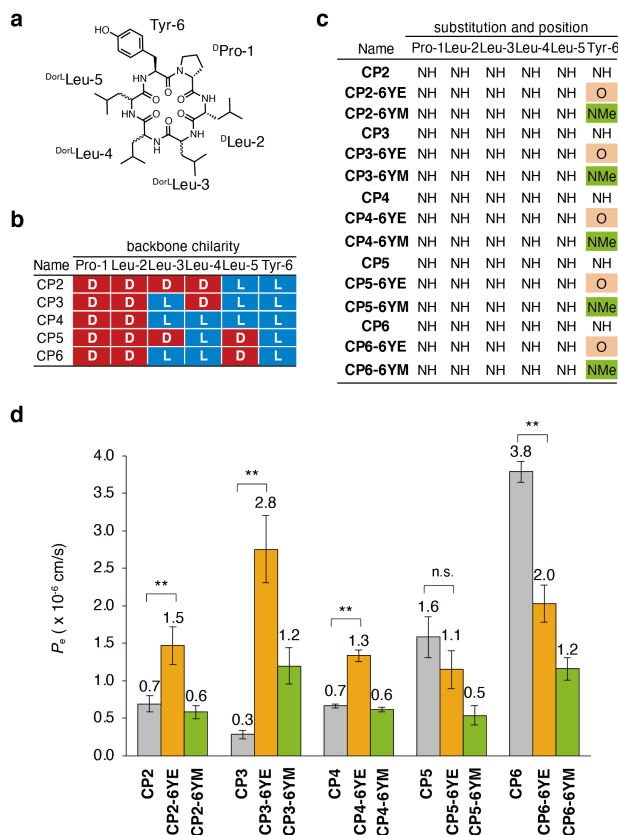 a
Tyr-6
HO
DPro-1
DorLLeu-5
NH
N
O
O
O
NH
NH
O
O
O
NH
HN
N
H
DLeu-2
DorLLeu-4
DorLLeu-3
b
backbone chilarity
Name Pro-1 Leu-2 Leu-3 Leu-4 Leu-5 Tyr-6
CP2 D D D D L L
CP3 D D L D L L
CP4 D D L L L L
CP5 D D D L D L
CP6 D D L L D L
c
substitution and position
Name Pro-1 Leu-2 Leu-3 Leu-4 Leu-5 Tyr-6
CP2 NH NH NH NH NH NH
CP2-6YE NH NH NH NH NH O
CP2-6YM NH NH NH NH NH NMe
CP3 NH NH NH NH NH NH
CP3-6YE NH NH NH NH NH O
CP3-6YM NH NH NH NH NH NMe
CP4 NH NH NH NH NH NH
CP4-6YE NH NH NH NH NH O
CP4-6YM NH NH NH NH NH NMe
CP5 NH NH NH NH NH NH
CP5-6YE NH NH NH NH NH O
CP5-6YM NH NH NH NH NH NMe
CP6 NH NH NH NH NH NH
CP6-6YE NH NH NH NH NH O
CP6-6YM NH NH NH NH NH NMe
d
Pe ( x 10-6 cm/s)
4.0
3.5
3.0
2.5
2.0
1.5
1.0
0.5
0.0
**
0.7 1.5 0.6
**
0.3 2.8 1.2
**
0.7 1.3 0.6
n.s.
1.6 1.1 0.5
**
3.8 2.0 1.2
CP2
CP2-6YE
CP2-6YM
CP3
CP3-6YE
CP3-6YM
CP4
CP4-6YE
CP4-6YM
CP5
CP5-6YE
CP5-6YM
CP6
CP6-6YE
CP6-6YM